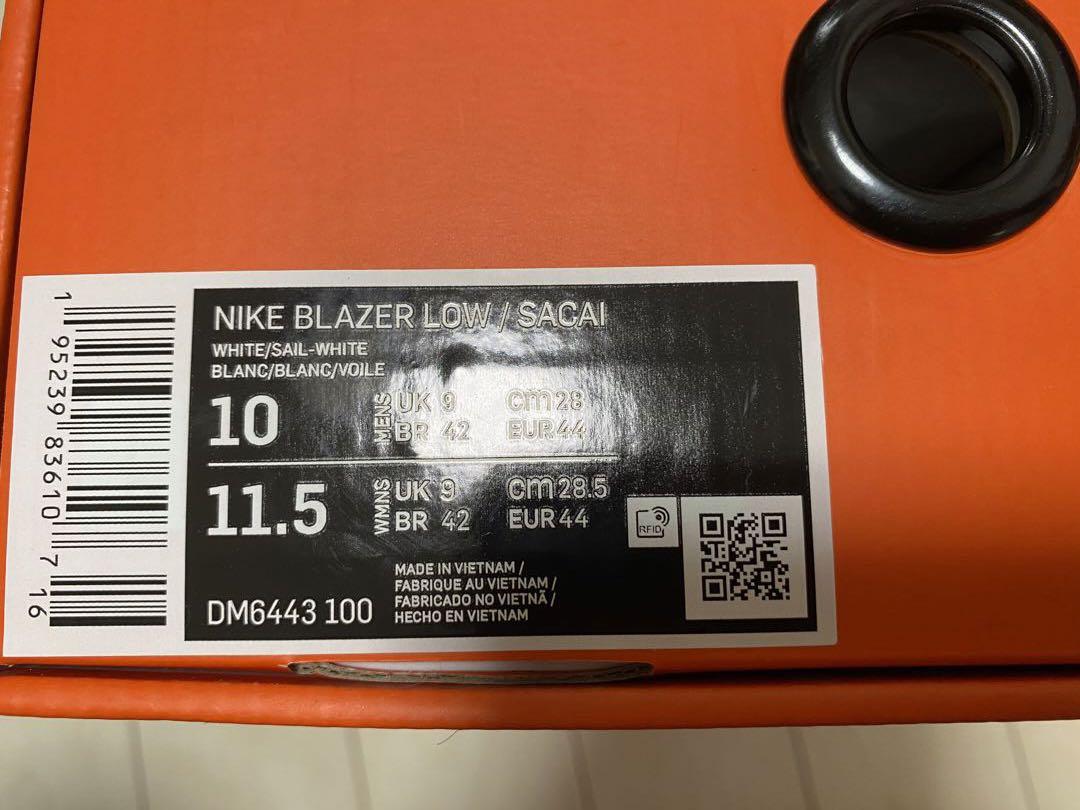 NIKE BLAZER LOW / SACAI
WHITE/SAIL-WHITE
BLANC/BLANC/VOILE
10 MENS UK 9 cm 28
BR 42 EUR 44
11.5 WMNS UK 9 cm 28.5
BR 42 EUR 44
RFID
MADE IN VIETNAM /
FABRIQUE AU VIETNAM /
FABRICADO NO VIETNÃ /
HECHO EN VIETNAM
DM6443 100
1 95239 83610 7 16